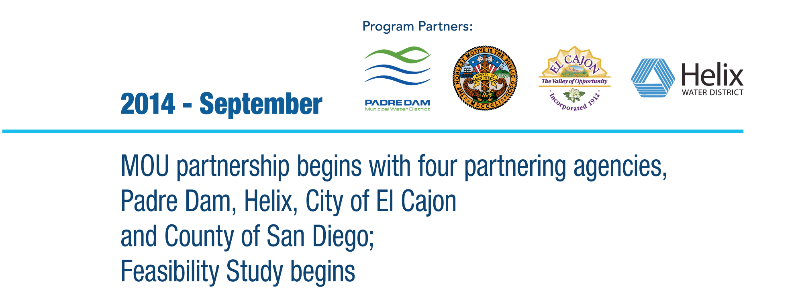 Program Partners:
PADRE DAM
Municipal Water District
EL CAJON
The Valley of Opportunity
Incorporated 1912
Helix
WATER DISTRICT
2014 - September
MOU partnership begins with four partnering agencies,
Padre Dam, Helix, City of El Cajon
and County of San Diego;
Feasibility Study begins